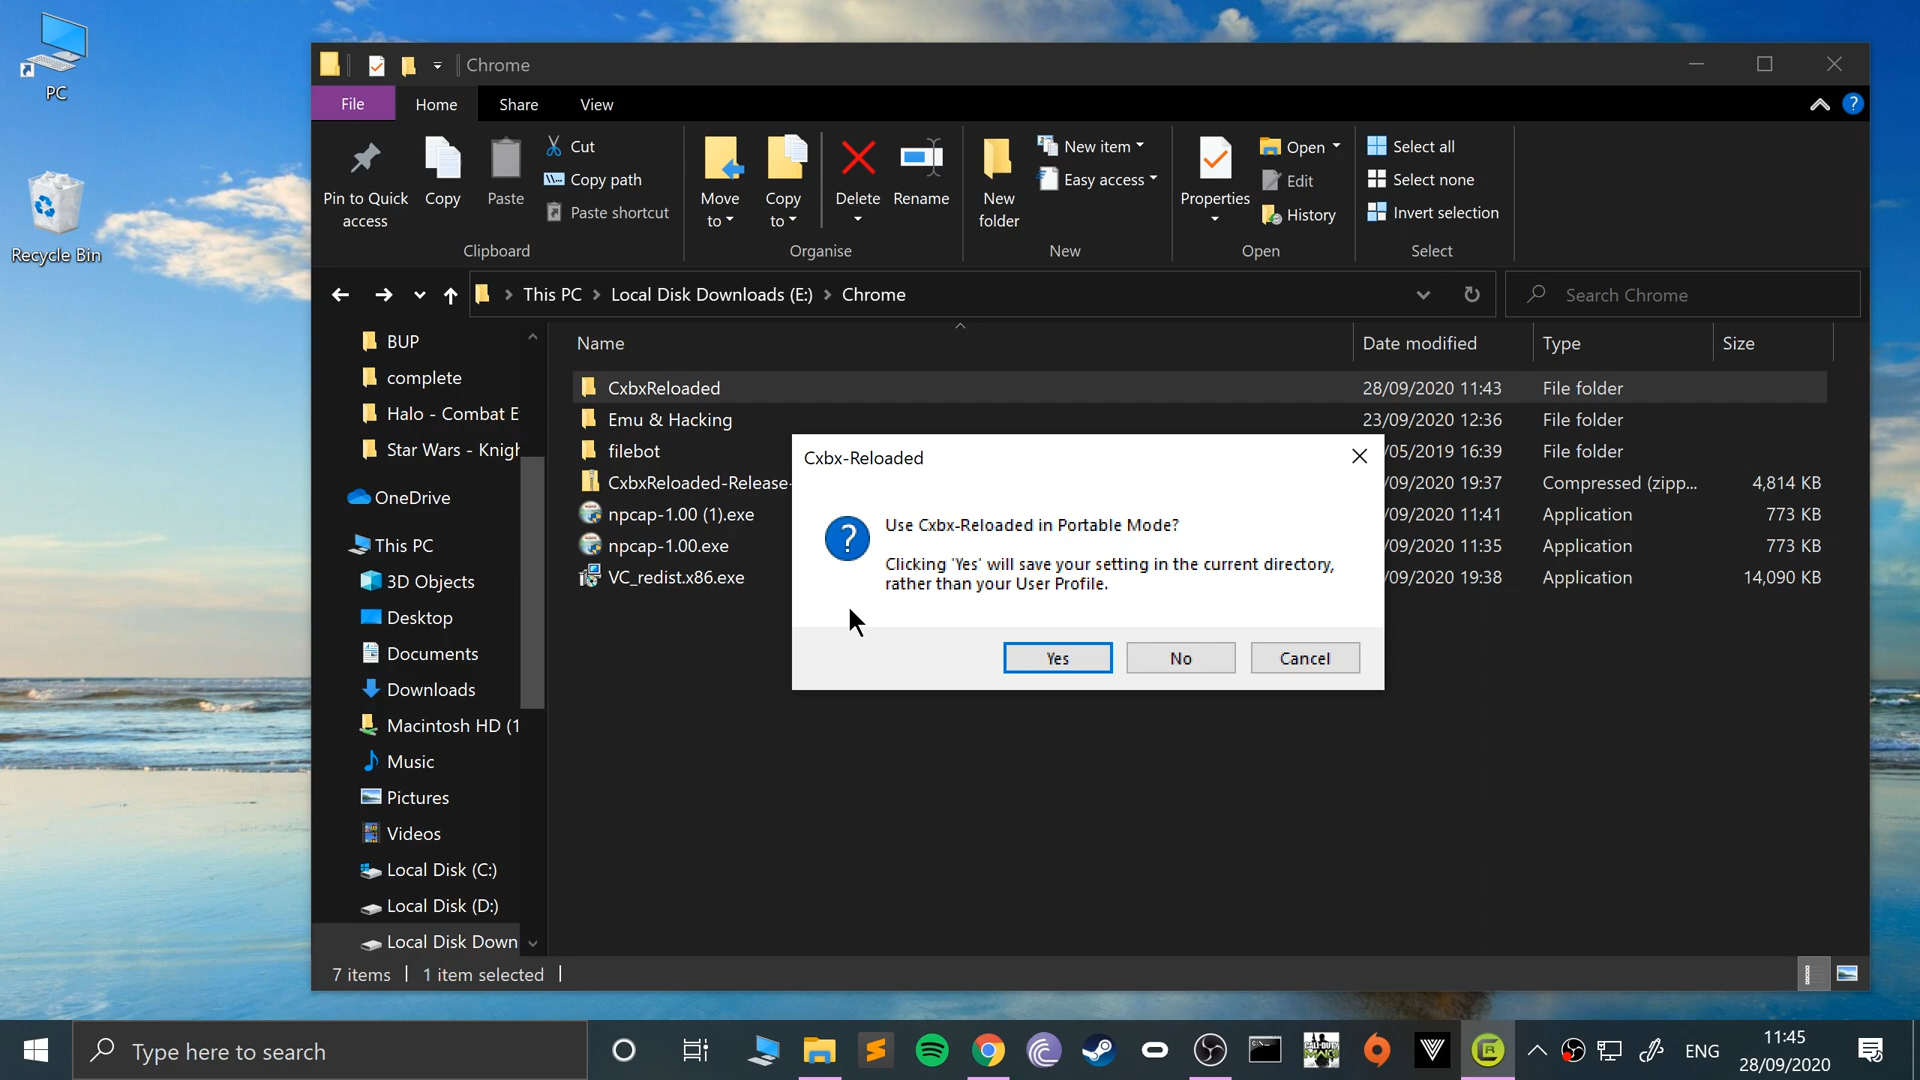 PC
Recycle Bin
Chrome
File
Home
Share
View
Pin to Quick
access
Copy
Paste
Cut
Copy path
Paste shortcut
Clipboard
Move
to
Copy
to
Delete
Rename
Organise
New
folder
New item
Easy access
New
Properties
Open
Edit
History
Open
Select all
Select none
Invert selection
Select
This PC
Local Disk Downloads (E:)
Chrome
Search Chrome
BUP
complete
Halo - Combat E
Star Wars - Knigh
OneDrive
This PC
3D Objects
Desktop
Documents
Downloads
Macintosh HD (1
Music
Pictures
Videos
Local Disk (C:)
Local Disk (D:)
Local Disk Down
Name
Date modified
Type
Size
CxbxReloaded
28/09/2020 11:43
File folder
Emu & Hacking
23/09/2020 12:36
File folder
filebot
/05/2019 16:39
File folder
CxbxReloaded-Release-
/09/2020 19:37
Compressed (zipp...
4,814 KB
npcap-1.00 (1).exe
/09/2020 11:41
Application
773 KB
npcap-1.00.exe
/09/2020 11:35
Application
773 KB
VC_redist.x86.exe
/09/2020 19:38
Application
14,090 KB
Cxbx-Reloaded
Use Cxbx-Reloaded in Portable Mode?
Clicking 'Yes' will save your setting in the current directory,
rather than your User Profile.
Yes
No
Cancel
7 items
1 item selected
Type here to search
ENG
11:45
28/09/2020